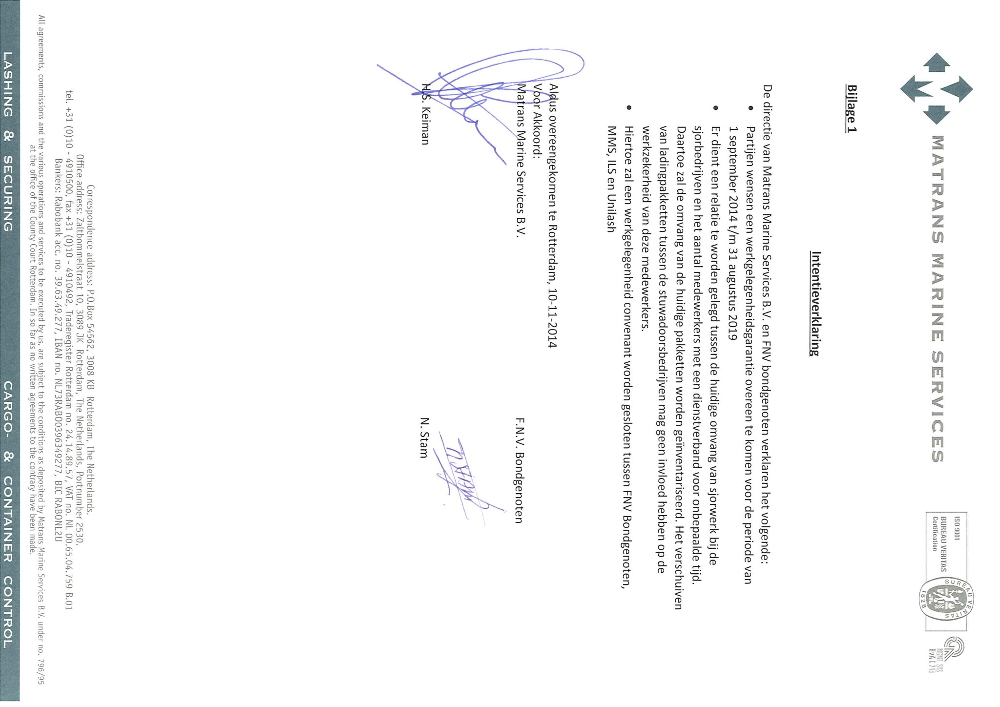 MATRANS MARINE SERVICES
ISO 9001
BUREAU VERITAS
Certification
BUREAU VERITAS
1828
MGMT. SYS
RvA C 248
Bijlage 1
Intentieverklaring
De directie van Matrans Marine Services B.V. en FNV bondgenoten verklaren het volgende:
• Partijen wensen een werkgelegenheidsgarantie overeen te komen voor de periode van
1 september 2014 t/m 31 augustus 2019
• Er dient een relatie te worden gelegd tussen de huidige omvang van sjorwerk bij de
sjorbedrijven en het aantal medewerkers met een dienstverband voor onbepaalde tijd.
Daartoe zal de omvang van de huidige pakketten worden geïnventariseerd. Het verschuiven
van ladingpakketten tussen de stuwadoorsbedrijven mag geen invloed hebben op de
werkzekerheid van deze medewerkers.
• Hiertoe zal een werkgelegenheid convenant worden gesloten tussen FNV Bondgenoten,
MMS, ILS en Unilash
Aldus overeengekomen te Rotterdam, 10-11-2014
Voor Akkoord:
Matrans Marine Services B.V. F.N.V. Bondgenoten
N.STAM
H.S. Keiman N. Stam
Correspondence address: P.O.Box 54562, 3008 KB Rotterdam, The Netherlands.
Office address: Zaltbommelstraat 10, 3089 JK Rotterdam, The Netherlands, Portnumber 2530.
tel. +31 (0)10 - 4910500, fax +31 (0)10 - 4910492, Traderegister Rotterdam no. 24.14.89.57, VAT no. NL 00.65.04.759 B.01
Bankers: Rabobank acc. no. 39.63.49.277, IBAN no. NL73RABO0396349277, BIC RABONL2U
All agreements, commissions and the various operations and services to be executed by us, are subject to the conditions as deposited by Matrans Marine Services B.V. under no. 796/95
at the office of the County Court Rotterdam. In so far as no written agreements to the contrary have been made.
LASHING & SECURING CARGO- & CONTAINER CONTROL